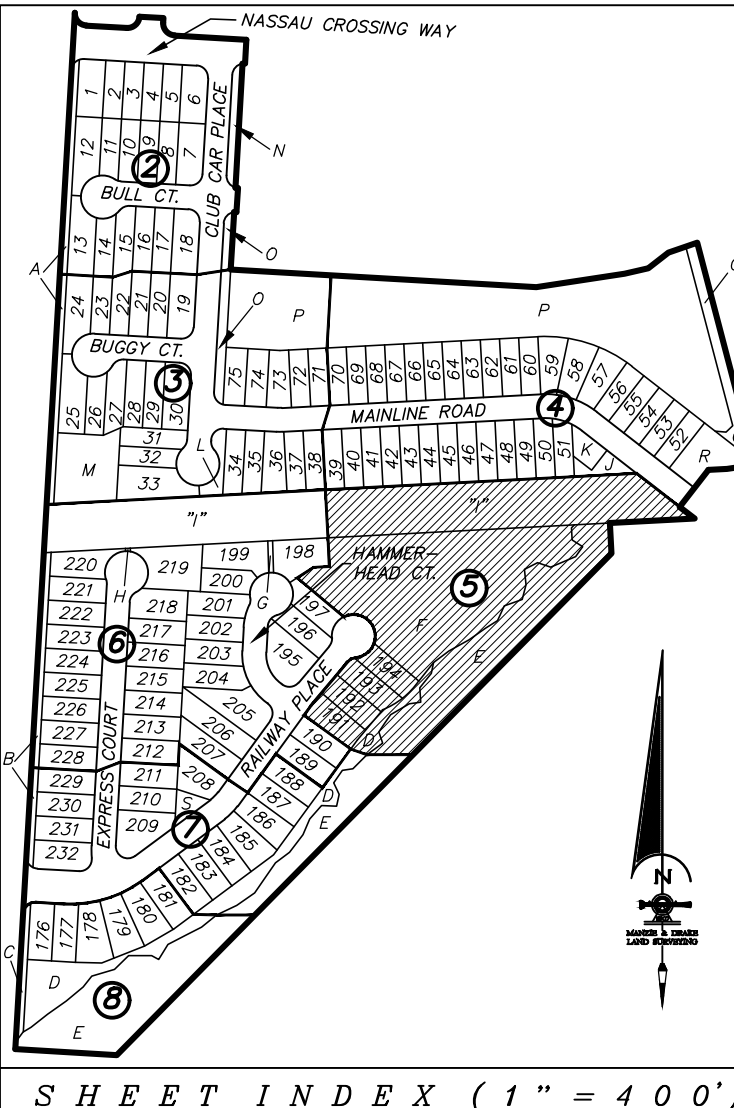 NASSAU CROSSING WAY
1 2 3 4 5 6
CLUB CAR PLACE
N
12 11 10 9 8 7
2
BULL CT.
13 14 15 16 17 18
O
A
24 23 22 21 20 19
O
P
P
BUGGY CT.
3
25 26 27 28 29 30
31
32
33
L
M
75 74 73 72 71 70 69 68 67 66 65 64 63 62 61 60 59 58 57 56 55 54 53 52
MAINLINE ROAD
4
R
34 35 36 37 38 39 40 41 42 43 44 45 46 47 48 49 50 51
K
J
"I"
"I"
220
221
222
223
224
225
226
227
228
219
199
198
200
HAMMER-
HEAD CT.
5
H
G
218
217
216
215
214
213
212
201
202
203
204
197
196
195
F
E
6
205
206
207
RAILWAY PLACE
194
193
192
191
D
190
189
B
EXPRESS COURT
229
230
231
232
211
210
209
208
S
7
188
187
186
185
184
183
182
181
180
179
178
177
176
D
E
C
D
8
E
N
MANZIE & DRAKE
LAND SURVEYING
SHEET INDEX (1" = 400'